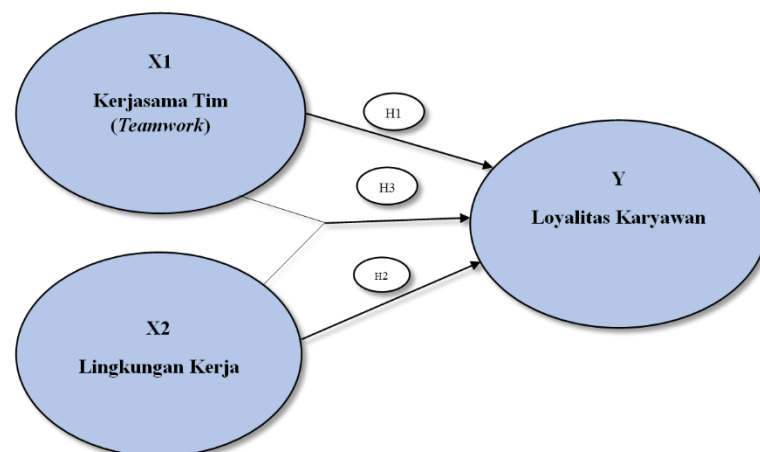 X1
Kerjasama Tim
(Teamwork)
H1
H3
Y
Loyalitas Karyawan
H2
X2
Lingkungan Kerja